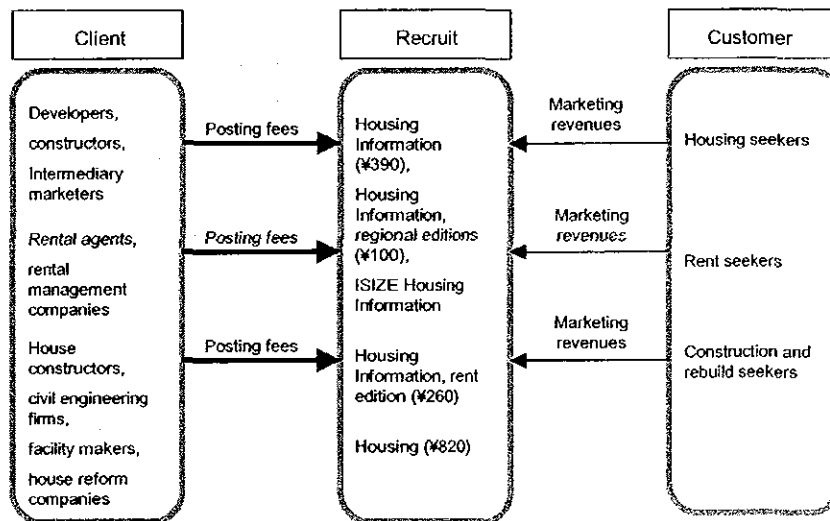 Client
Recruit
Customer
Developers,
constructors,
Intermediary
marketers
Rental agents,
rental
management
companies
House
constructors,
civil engineering
firms,
facility makers,
house reform
companies
Posting fees
Posting fees
Posting fees
Housing
Information
(¥390),
Housing
Information,
regional editions
(¥100),
ISIZE Housing
Information
Housing
Information, rent
edition (¥260)
Housing (¥820)
Marketing
revenues
Marketing
revenues
Marketing
revenues
Housing seekers
Rent seekers
Construction and
rebuild seekers